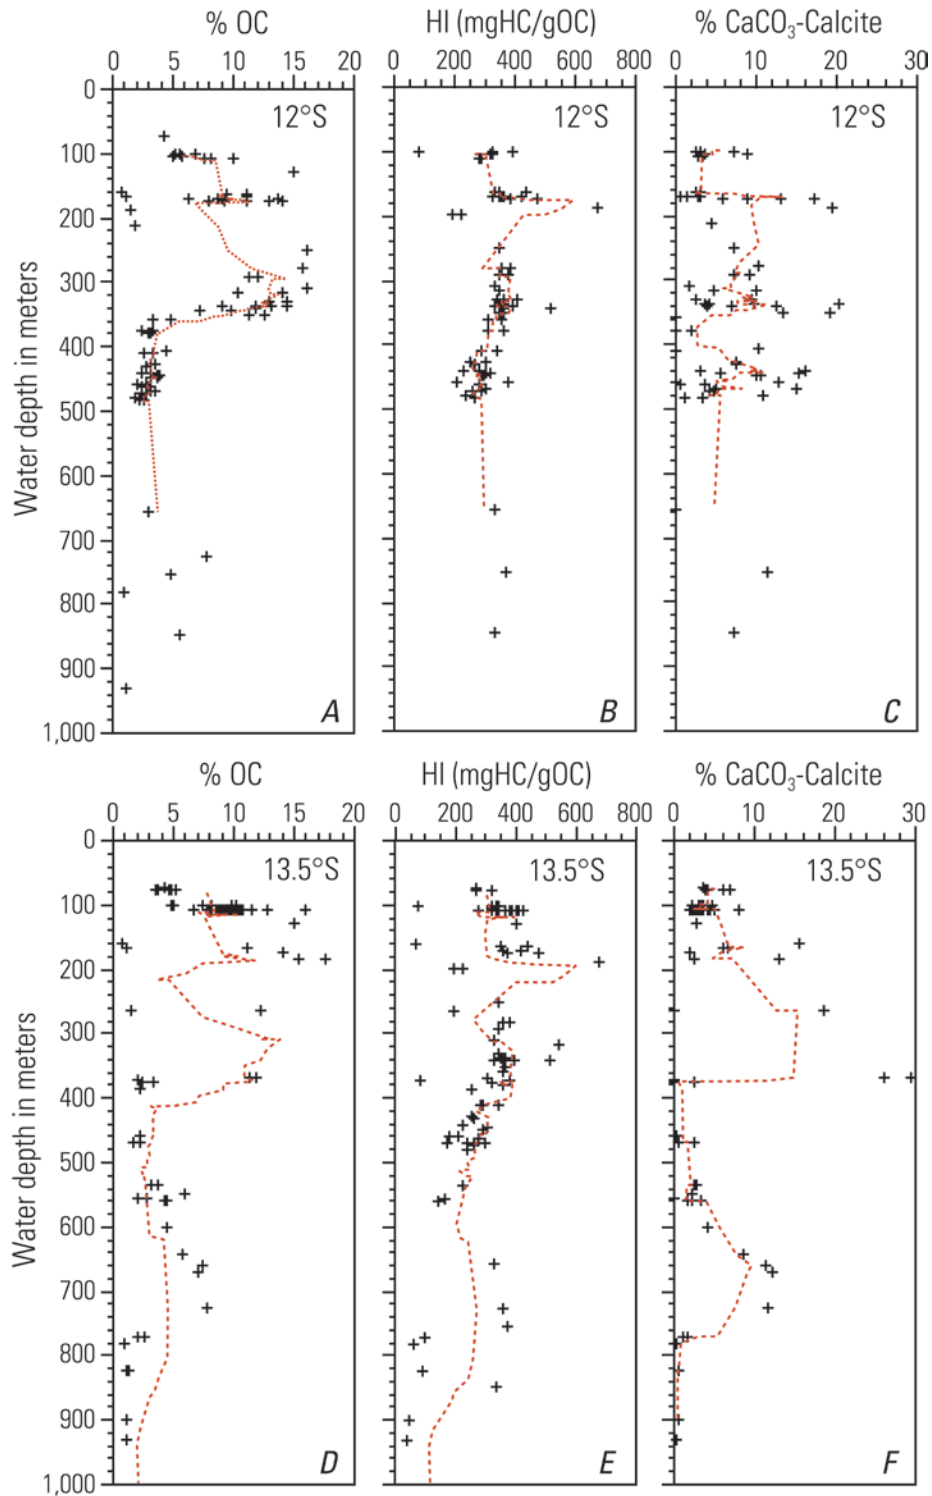 % OC HI (mgHC/gOC) % CaCO₃-Calcite
0 5 10 15 20 0 200 400 600 800 0 10 20 30
0
12°S 12°S 12°S
100
200
300
400
500
600
700
800
900
1,000
Water depth in meters
A B C
% OC HI (mgHC/gOC) % CaCO₃-Calcite
0 5 10 15 20 0 200 400 600 800 0 10 20 30
0
13.5°S 13.5°S 13.5°S
100
200
300
400
500
600
700
800
900
1,000
Water depth in meters
D E F